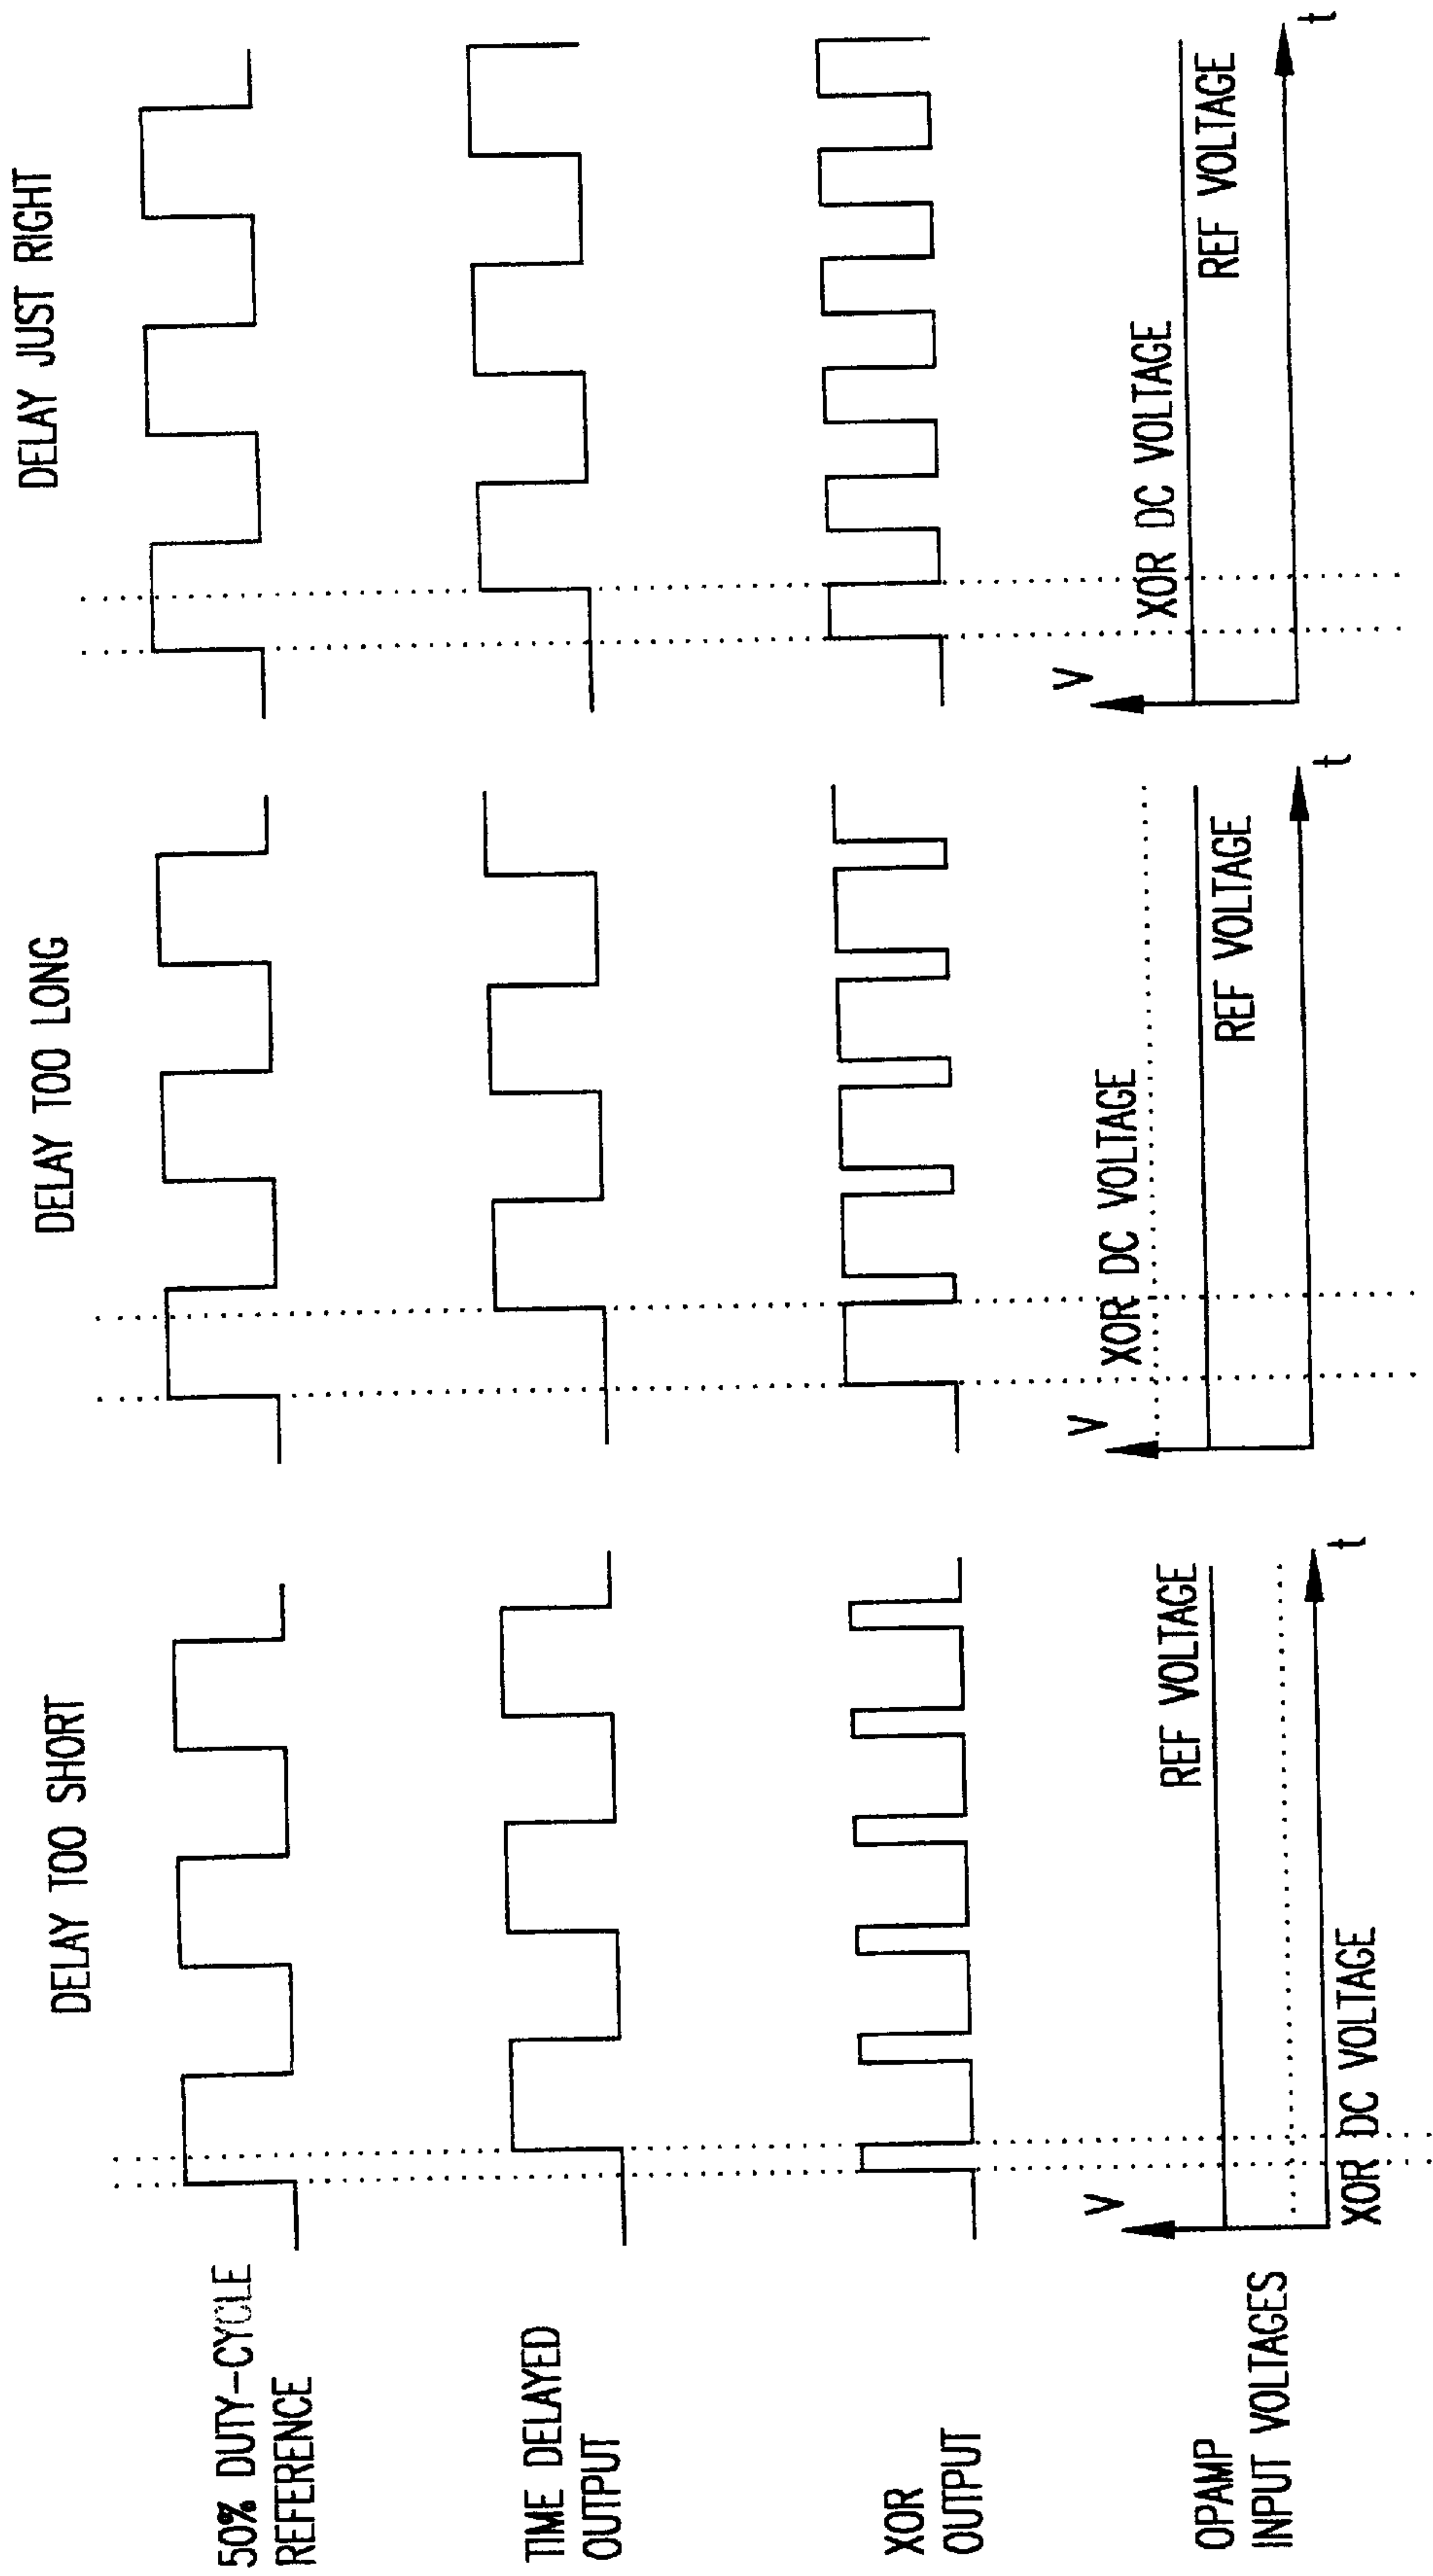 DELAY TOO SHORT
DELAY TOO LONG
DELAY JUST RIGHT
50% DUTY-CYCLE
REFERENCE
TIME DELAYED
OUTPUT
XOR
OUTPUT
OPAMP
INPUT VOLTAGES
V
REF VOLTAGE
XOR DC VOLTAGE
t
V
XOR DC VOLTAGE
REF VOLTAGE
t
V
XOR DC VOLTAGE
REF VOLTAGE
t